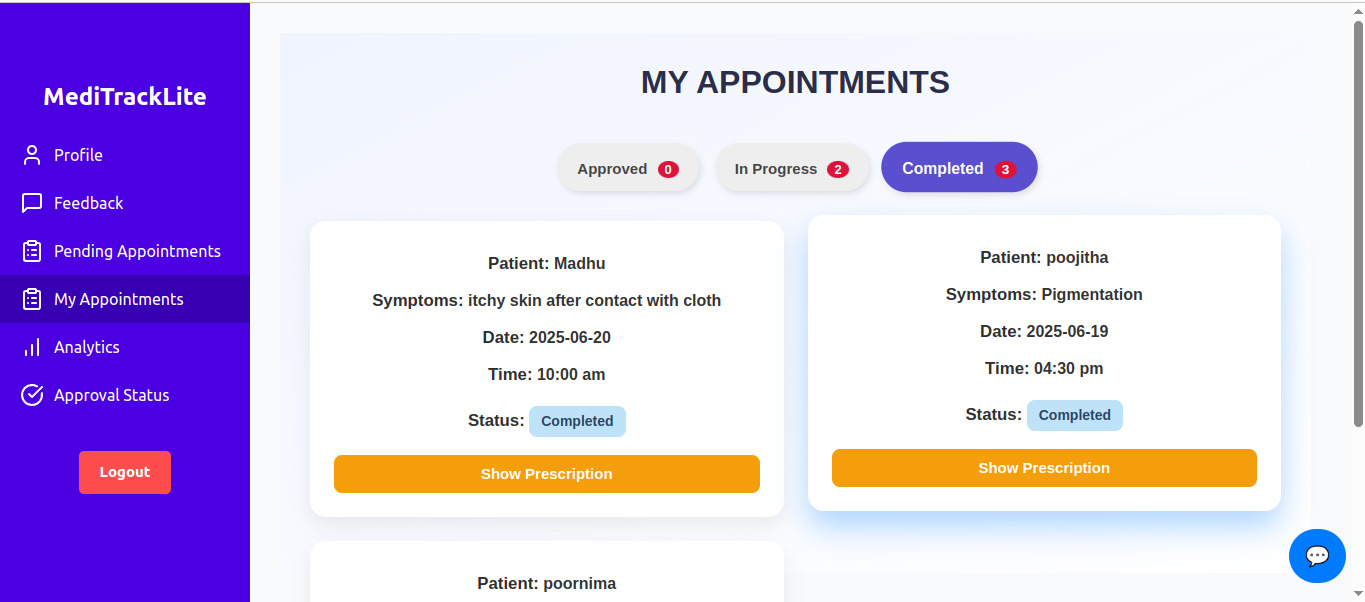 MediTrackLite
Profile
Feedback
Pending Appointments
My Appointments
Analytics
Approval Status
Logout
MY APPOINTMENTS
Approved 0
In Progress 2
Completed 3
Patient: Madhu
Symptoms: itchy skin after contact with cloth
Date: 2025-06-20
Time: 10:00 am
Status: Completed
Show Prescription
Patient: poojitha
Symptoms: Pigmentation
Date: 2025-06-19
Time: 04:30 pm
Status: Completed
Show Prescription
Patient: poornima